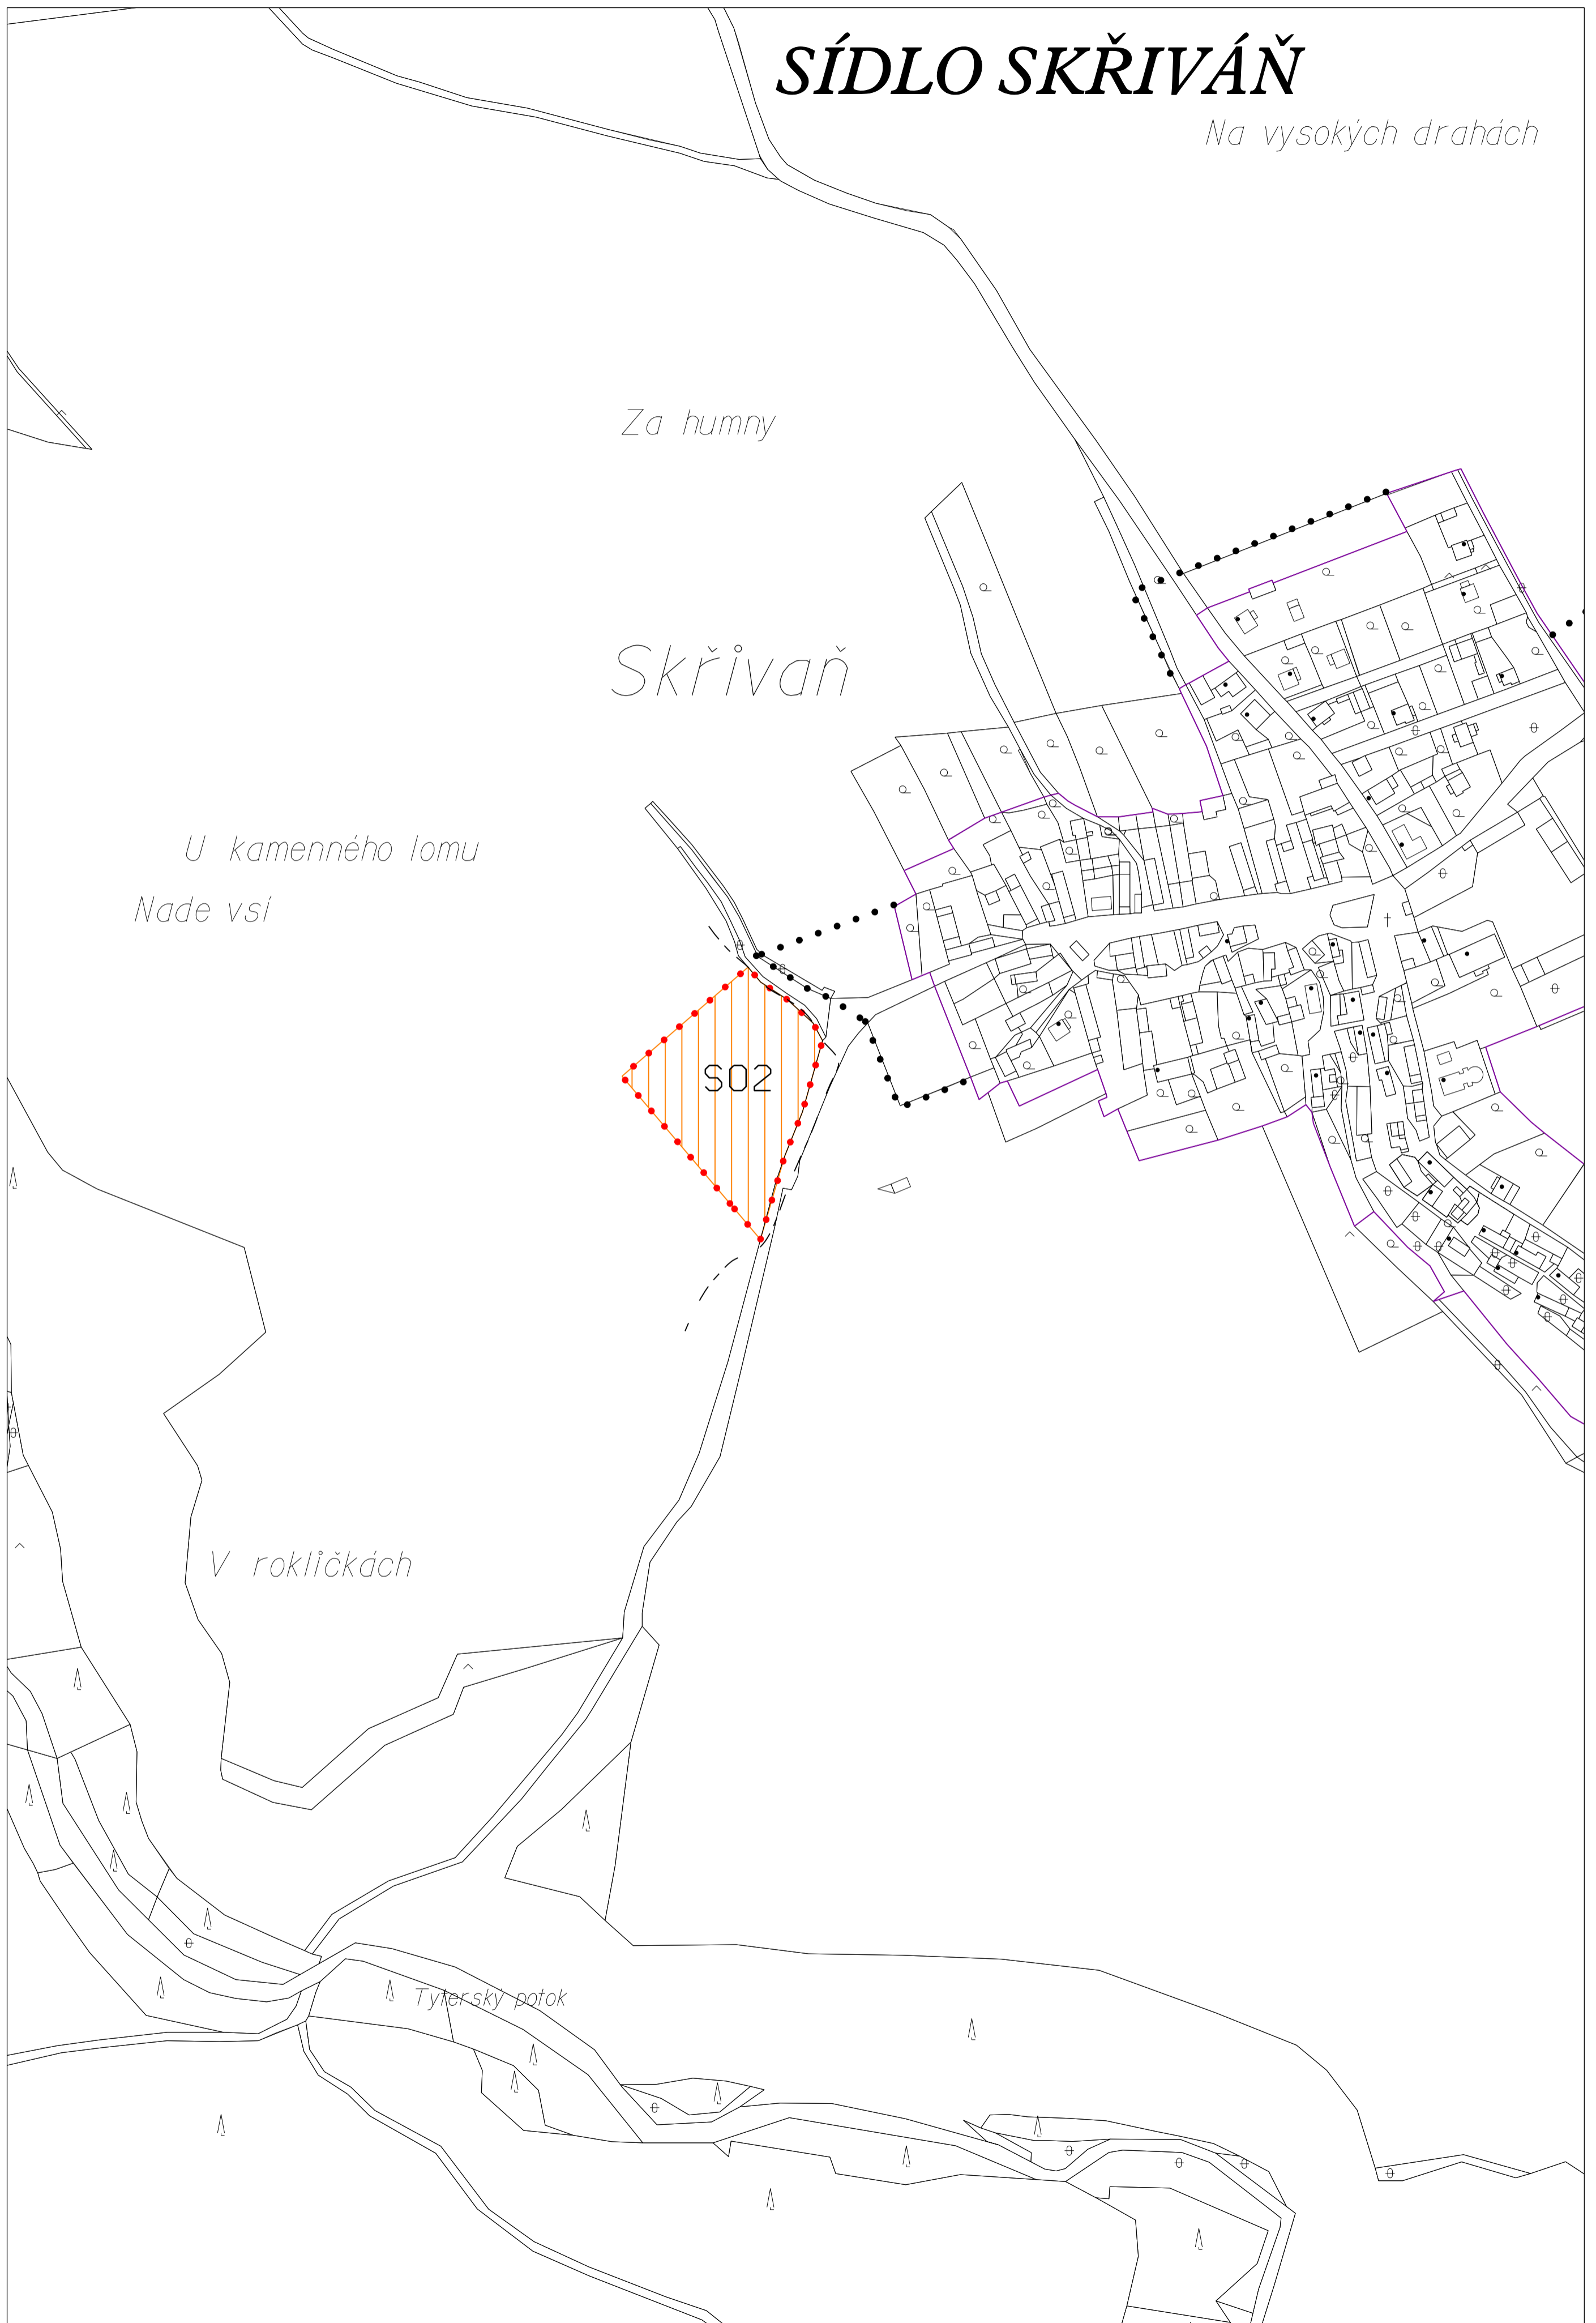 SÍDLO SKŘIVÁŇ
Na vysokých drahách
Za humny
Skřivaň
U kamenného lomu
Nade vsí
S02
V rokličkách
Tyterský potok